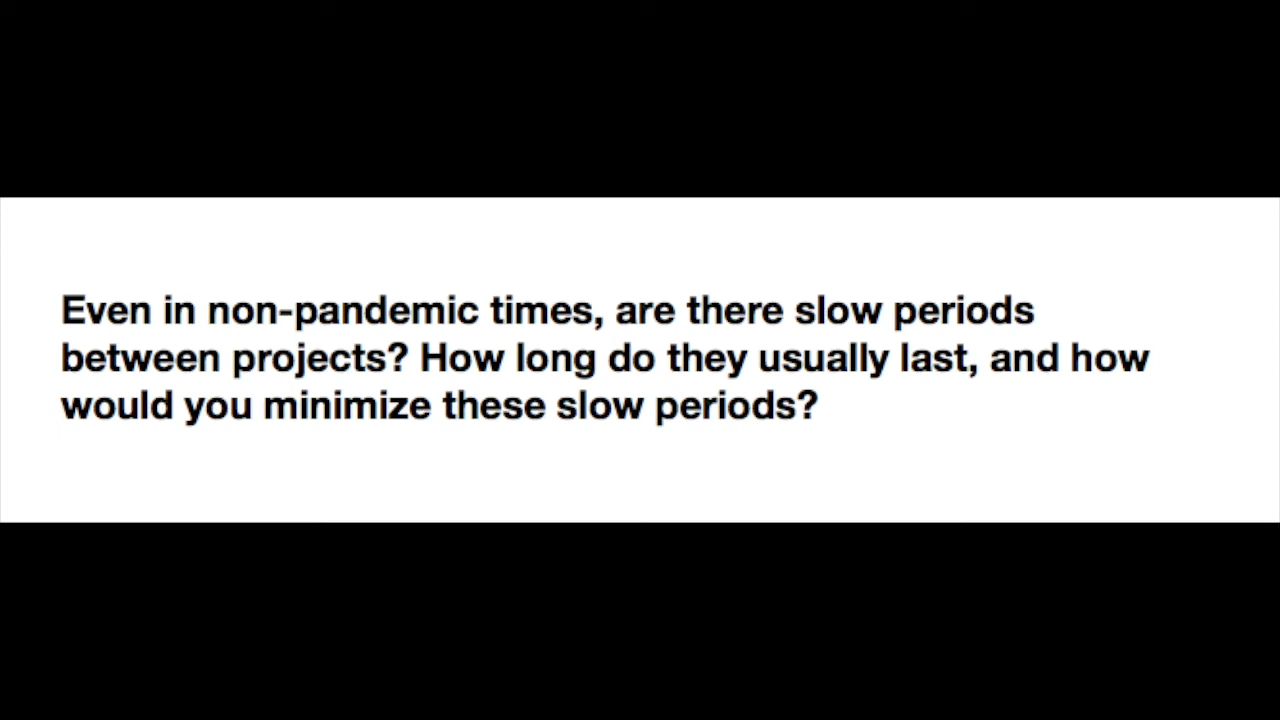 Even in non-pandemic times, are there slow periods
between projects? How long do they usually last, and how
would you minimize these slow periods?